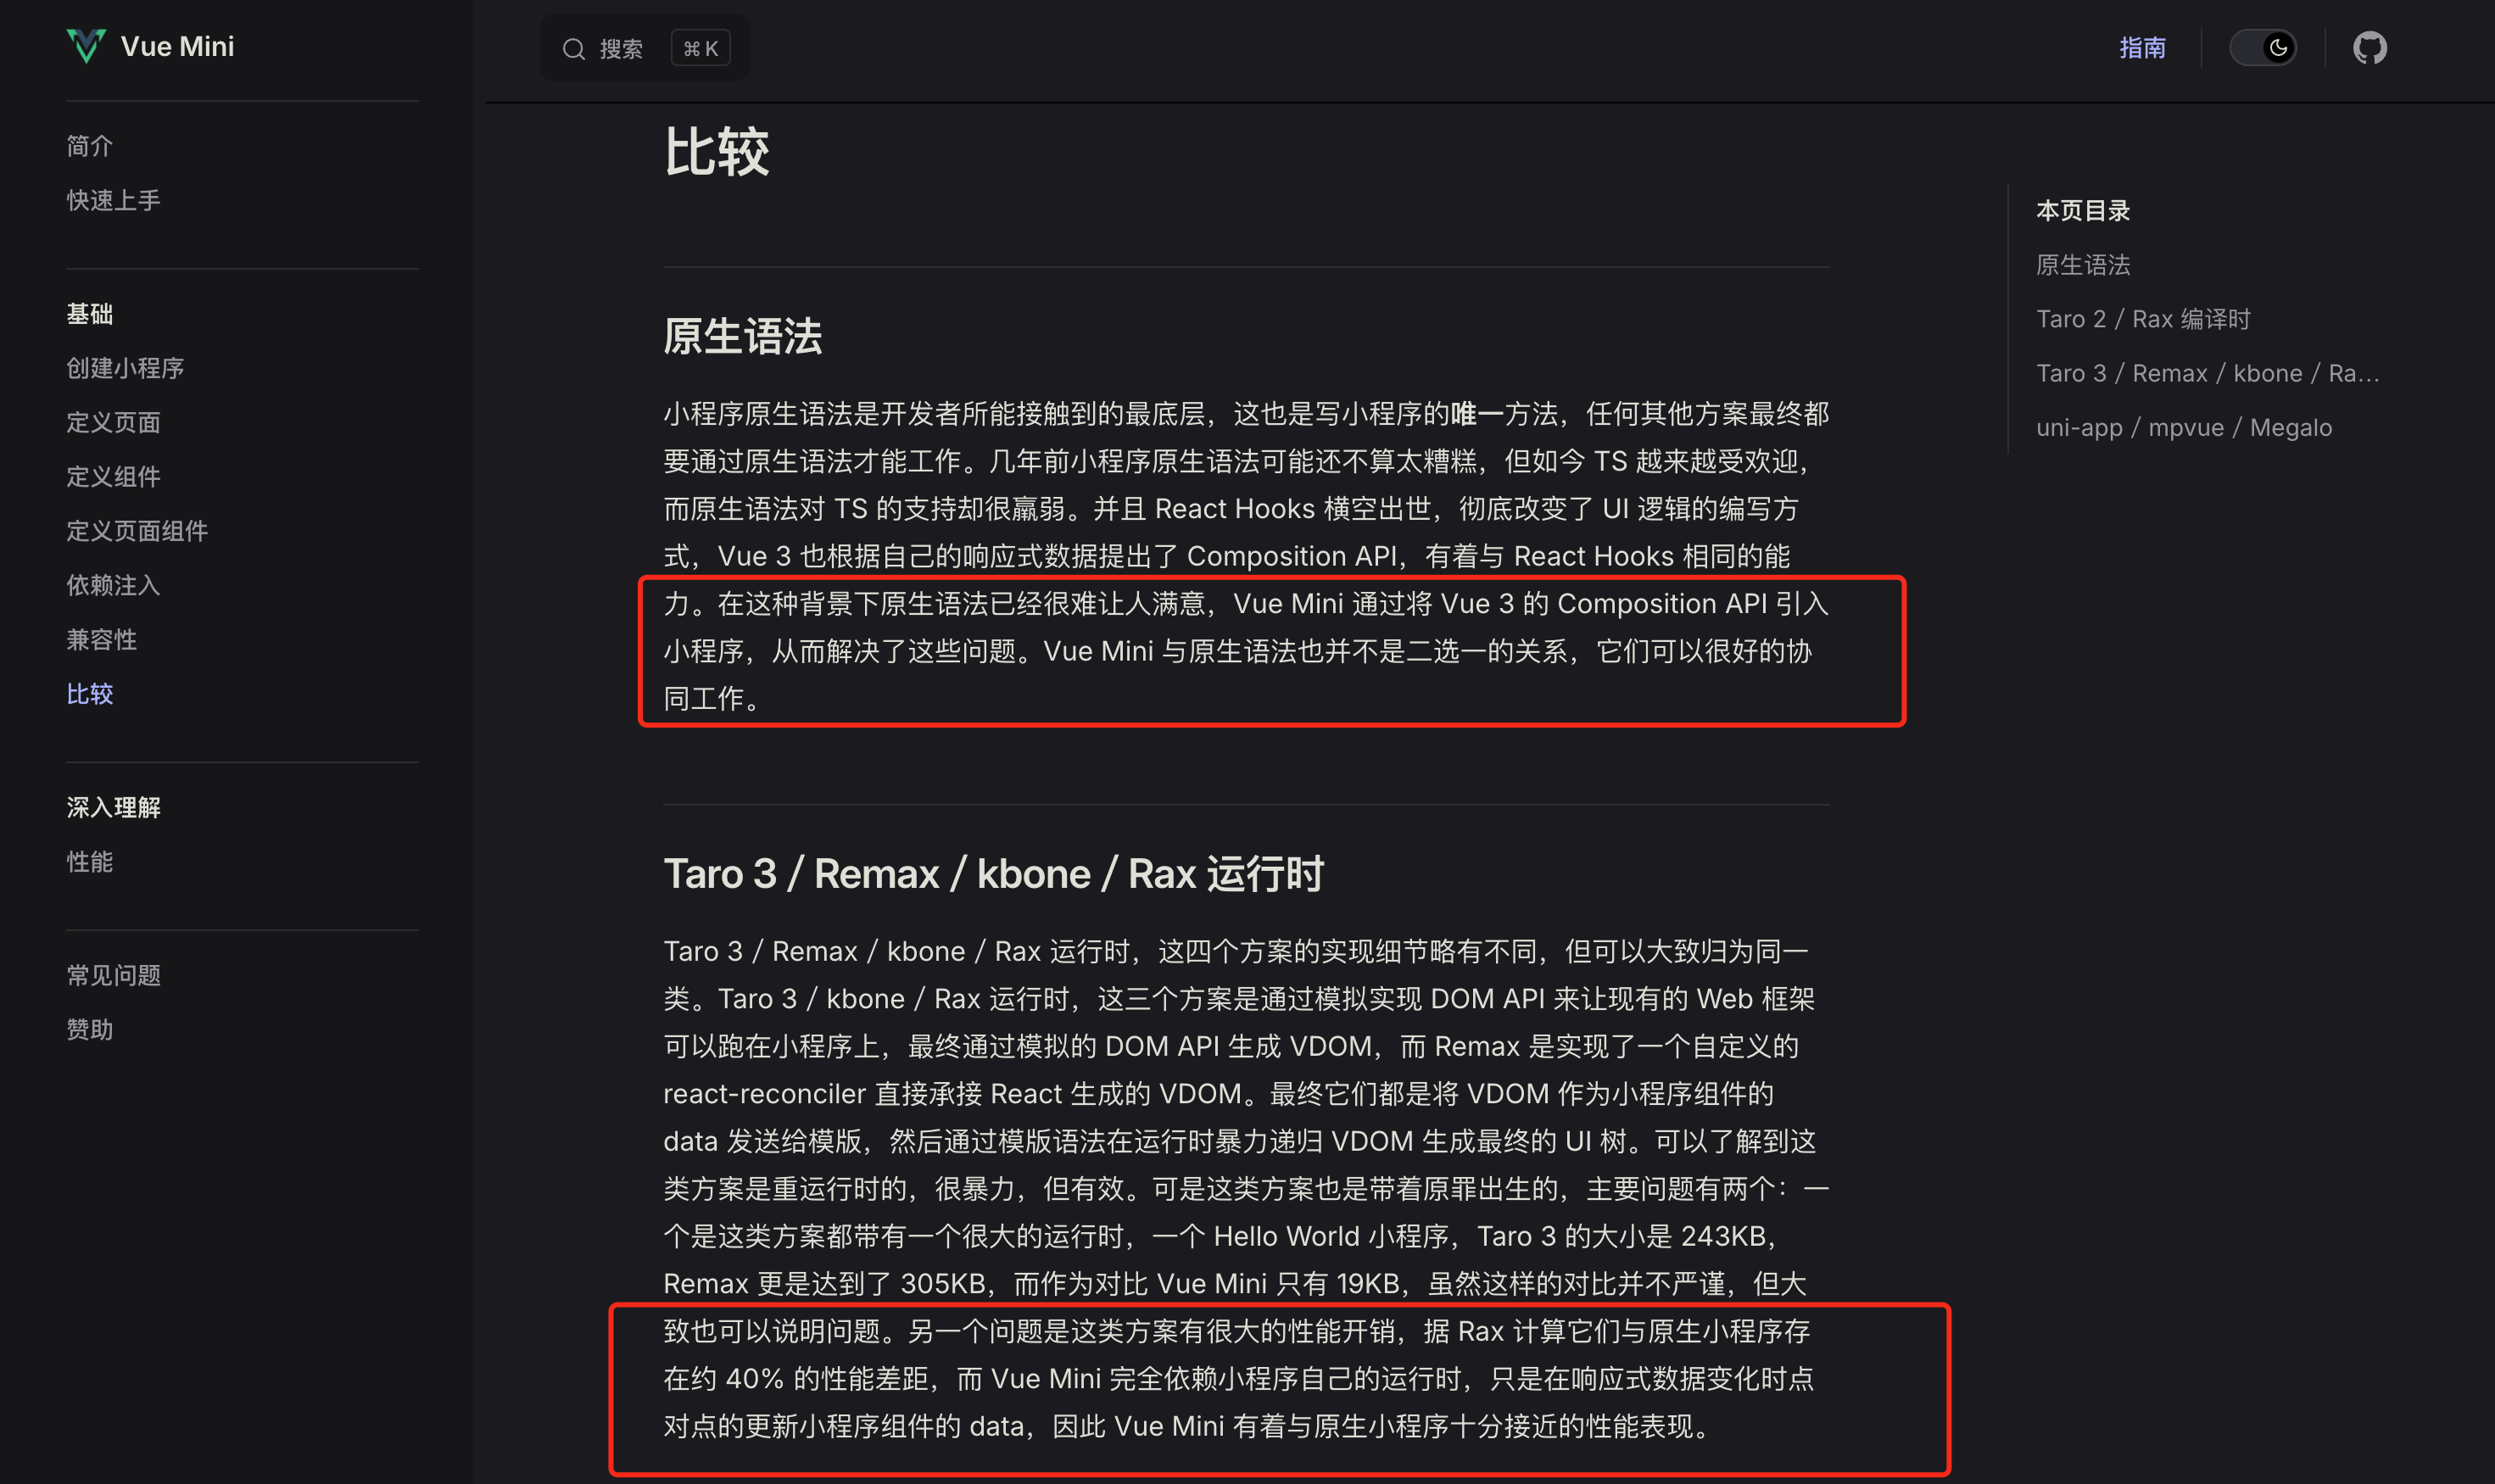 Vue Mini
搜索
⌘ K
指南
简介
快速上手
基础
创建小程序
定义页面
定义组件
定义页面组件
依赖注入
兼容性
比较
深入理解
性能
常见问题
赞助
比较
原生语法
小程序原生语法是开发者所能接触到的最底层，这也是写小程序的唯一方法，任何其他方案最终都
要通过原生语法才能工作。几年前小程序原生语法可能还不算太糟糕，但如今 TS 越来越受欢迎，
而原生语法对 TS 的支持却很羸弱。并且 React Hooks 横空出世，彻底改变了 UI 逻辑的编写方
式，Vue 3 也根据自己的响应式数据提出了 Composition API，有着与 React Hooks 相同的能
力。在这种背景下原生语法已经很难让人满意，Vue Mini 通过将 Vue 3 的 Composition API 引入
小程序，从而解决了这些问题。Vue Mini 与原生语法也并不是二选一的关系，它们可以很好的协
同工作。
Taro 3 / Remax / kbone / Rax 运行时
Taro 3 / Remax / kbone / Rax 运行时，这四个方案的实现细节略有不同，但可以大致归为同一
类。Taro 3 / kbone / Rax 运行时，这三个方案是通过模拟实现 DOM API 来让现有的 Web 框架
可以跑在小程序上，最终通过模拟的 DOM API 生成 VDOM，而 Remax 是实现了一个自定义的
react-reconciler 直接承接 React 生成的 VDOM。最终它们都是将 VDOM 作为小程序组件的
data 发送给模版，然后通过模版语法在运行时暴力递归 VDOM 生成最终的 UI 树。可以了解到这
类方案是重运行时的，很暴力，但有效。可是这类方案也是带着原罪出生的，主要问题有两个：一
个是这类方案都带有一个很大的运行时，一个 Hello World 小程序，Taro 3 的大小是 243KB，
Remax 更是达到了 305KB，而作为对比 Vue Mini 只有 19KB，虽然这样的对比并不严谨，但大
致也可以说明问题。另一个问题是这类方案有很大的性能开销，据 Rax 计算它们与原生小程序存
在约 40% 的性能差距，而 Vue Mini 完全依赖小程序自己的运行时，只是在响应式数据变化时点
对点的更新小程序组件的 data，因此 Vue Mini 有着与原生小程序十分接近的性能表现。
本页目录
原生语法
Taro 2 / Rax 编译时
Taro 3 / Remax / kbone / Ra...
uni-app / mpvue / Megalo